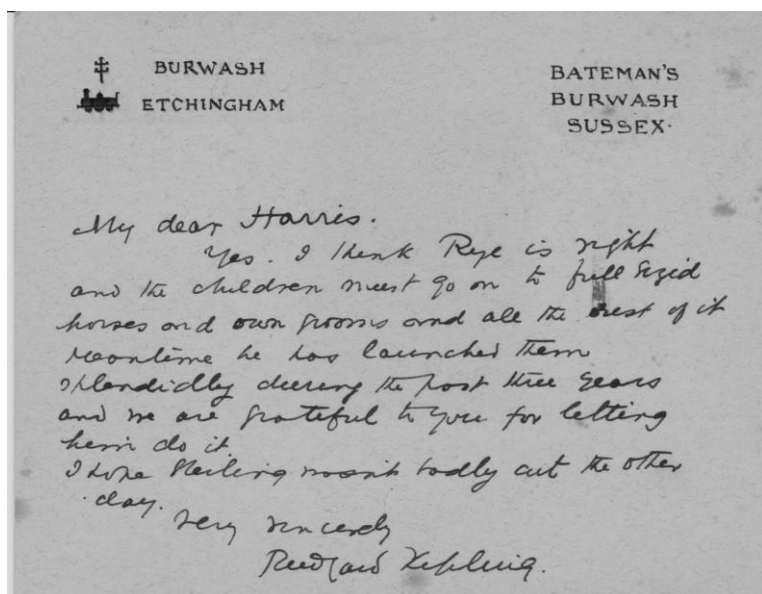 BURWASH
ETCHINGHAM
BATEMAN'S
BURWASH
SUSSEX.
My dear Harris.
Yes. I think Rye is right
and the children must go on to full sized
horses and own grooms and all the rest of it
meantime he has launched them
splendidly during the past three years
and we are grateful to you for letting
him do it
I hope wasn't badly cut the other
day.
Very sincerely
Rudyard Kipling.